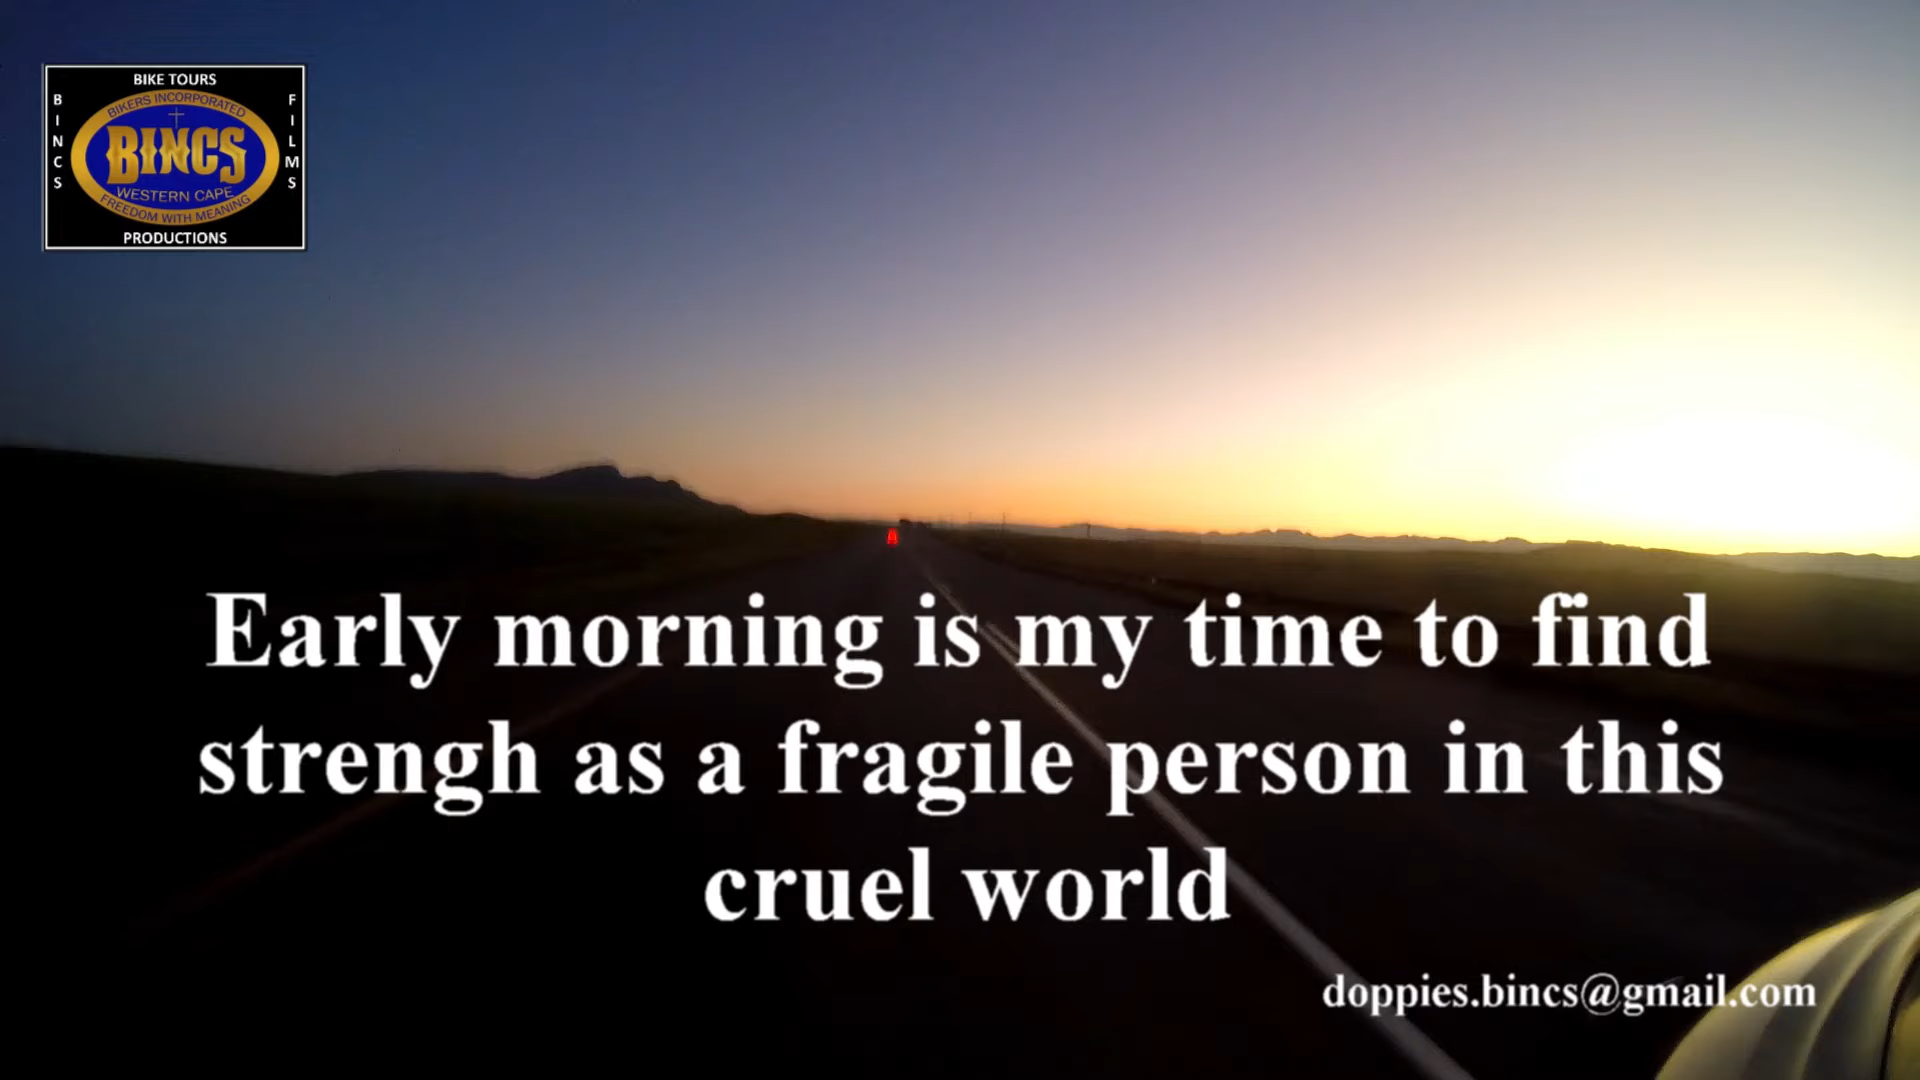 BIKE TOURS
BINCS
FILMS
BIKERS INCORPORATED
BINCS
WESTERN CAPE
FREEDOM WITH MEANING
PRODUCTIONS
Early morning is my time to find
strengh as a fragile person in this
cruel world
doppies.bincs@gmail.com